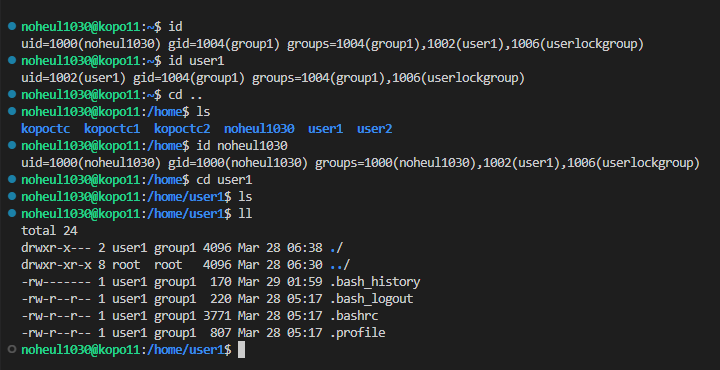 noheul1030@kopo11:~$ id
uid=1000(noheul1030) gid=1004(group1) groups=1004(group1),1002(user1),1006(userlockgroup)
noheul1030@kopo11:~$ id user1
uid=1002(user1) gid=1004(group1) groups=1004(group1),1006(userlockgroup)
noheul1030@kopo11:~$ cd ..
noheul1030@kopo11:/home$ ls
kopoctc  kopoctc1  kopoctc2  noheul1030  user1  user2
noheul1030@kopo11:/home$ id noheul1030
uid=1000(noheul1030) gid=1000(noheul1030) groups=1000(noheul1030),1002(user1),1006(userlockgroup)
noheul1030@kopo11:/home$ cd user1
noheul1030@kopo11:/home/user1$ ls
noheul1030@kopo11:/home/user1$ ll
total 24
drwxr-x--- 2 user1 group1 4096 Mar 28 06:38 ./
drwxr-xr-x 8 root  root   4096 Mar 28 06:30 ../
-rw------- 1 user1 group1  170 Mar 29 01:59 .bash_history
-rw-r--r-- 1 user1 group1  220 Mar 28 05:17 .bash_logout
-rw-r--r-- 1 user1 group1 3771 Mar 28 05:17 .bashrc
-rw-r--r-- 1 user1 group1  807 Mar 28 05:17 .profile
noheul1030@kopo11:/home/user1$